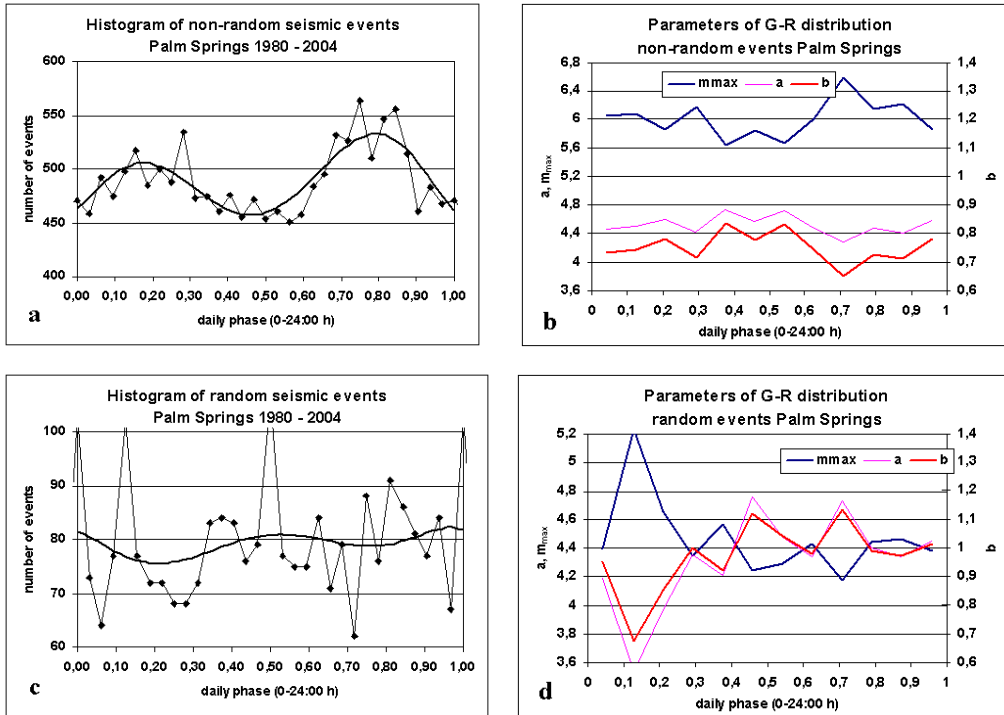 Histogram of non-random seismic events
Palm Springs 1980 - 2004
600
550
500
450
400
number of events
0,00 0,10 0,20 0,30 0,40 0,50 0,60 0,70 0,80 0,90 1,00
daily phase (0-24:00 h)
a
Parameters of G-R distribution
non-random events Palm Springs
mmax a b
6,8
6,4
6
5,6
5,2
4,8
4,4
4
3,6
a, mmax
1,4
1,3
1,2
1,1
1
0,9
0,8
0,7
0,6
b
0 0,1 0,2 0,3 0,4 0,5 0,6 0,7 0,8 0,9 1
daily phase (0-24:00 h)
b
Histogram of random seismic events
Palm Springs 1980 - 2004
100
90
80
70
60
number of events
0,00 0,10 0,20 0,30 0,40 0,50 0,60 0,70 0,80 0,90 1,00
daily phase (0-24:00 h)
c
Parameters of G-R distribution
random events Palm Springs
mmax a b
5,2
5
4,8
4,6
4,4
4,2
4
3,8
3,6
a, mmax
1,4
1,3
1,2
1,1
1
0,9
0,8
0,7
0,6
b
0 0,1 0,2 0,3 0,4 0,5 0,6 0,7 0,8 0,9 1
daily phase (0-24:00 h)
d